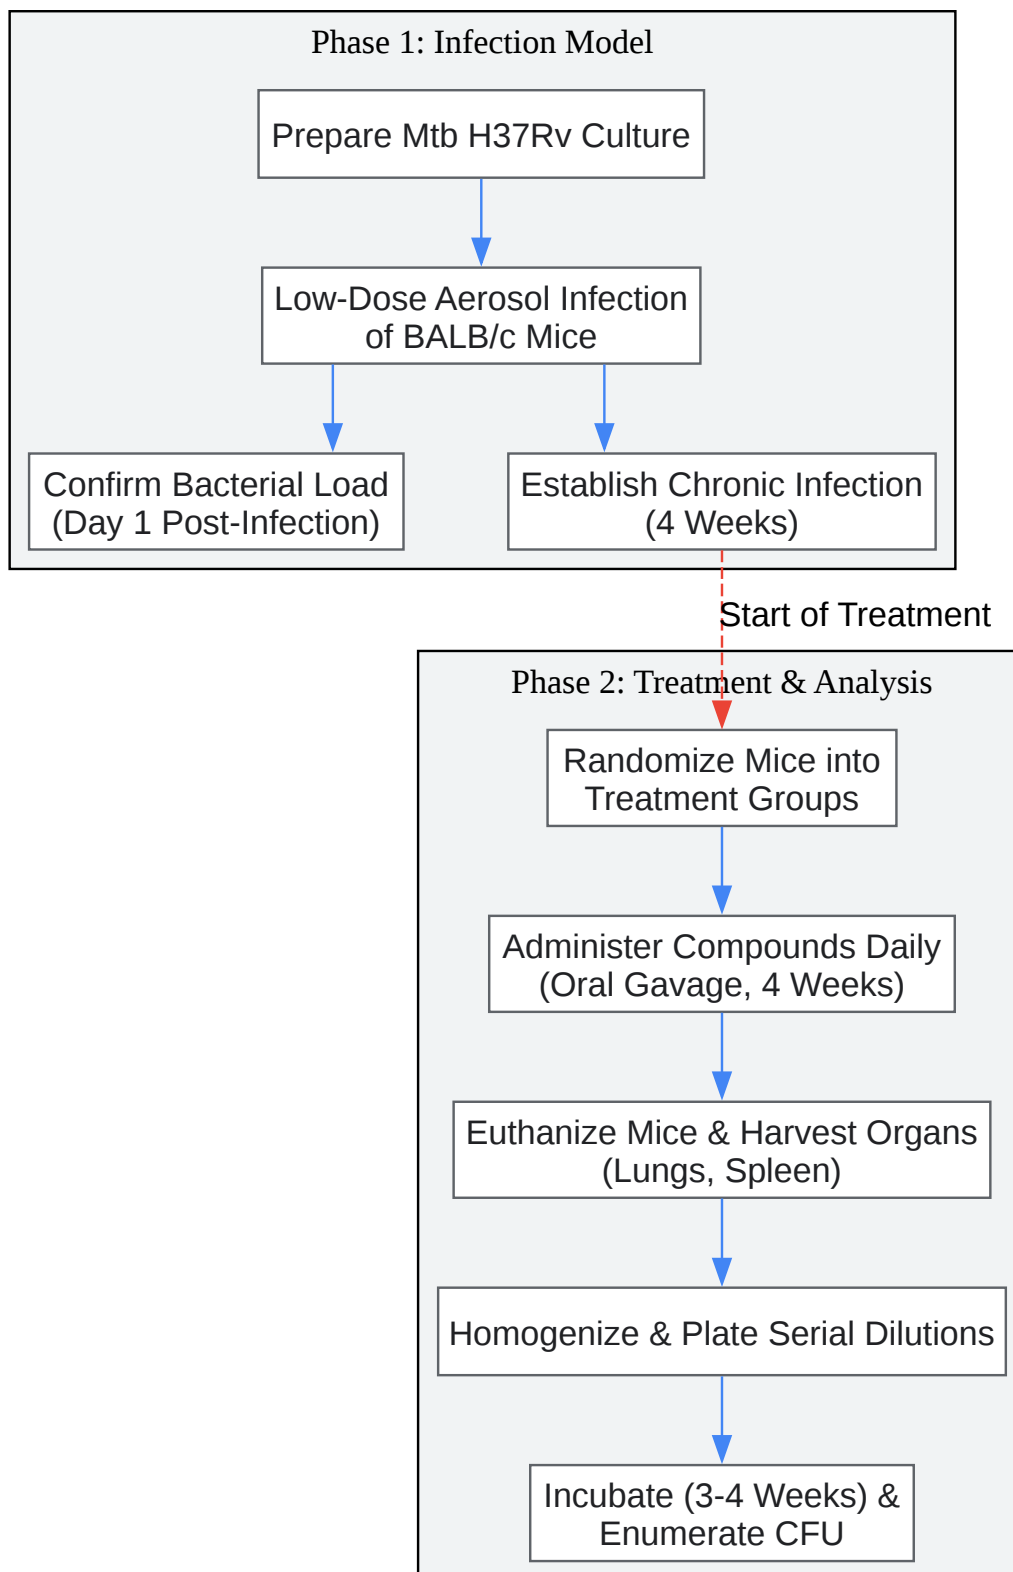 Phase 1: Infection Model
Prepare Mtb H37Rv Culture
Low-Dose Aerosol Infection
of BALB/c Mice
Confirm Bacterial Load
(Day 1 Post-Infection)
Establish Chronic Infection
(4 Weeks)
Start of Treatment
Phase 2: Treatment & Analysis
Randomize Mice into
Treatment Groups
Administer Compounds Daily
(Oral Gavage, 4 Weeks)
Euthanize Mice & Harvest Organs
(Lungs, Spleen)
Homogenize & Plate Serial Dilutions
Incubate (3-4 Weeks) &
Enumerate CFU